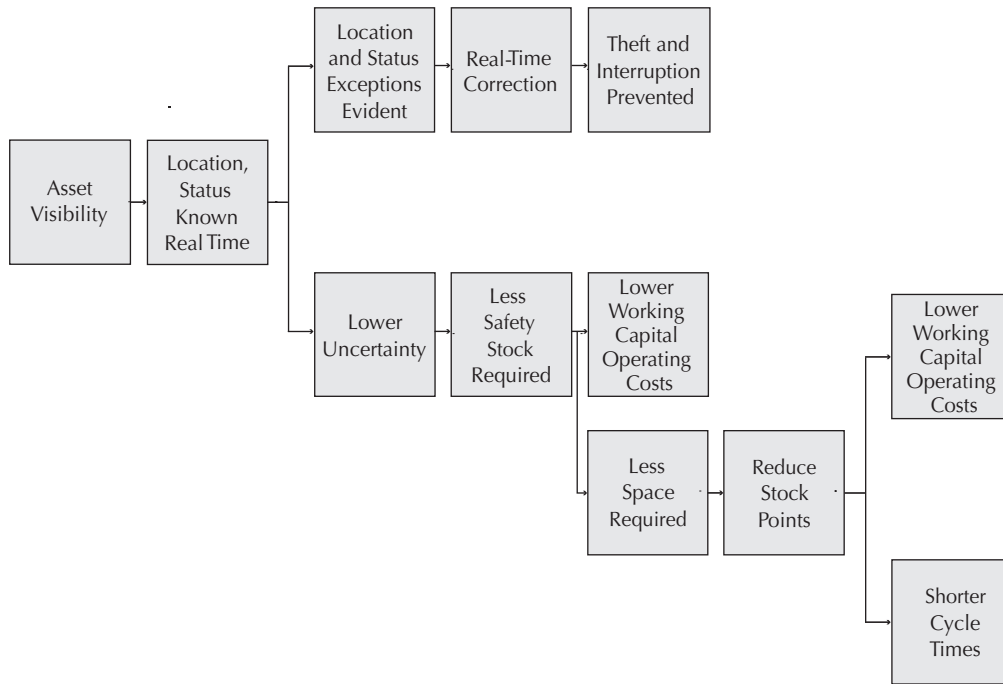 Location
and Status
Exceptions
Evident
Real-Time
Correction
Theft and
Interruption
Prevented
Asset
Visibility
Location,
Status
Known
Real Time
Lower
Uncertainty
Less
Safety
Stock
Required
Lower
Working
Capital
Operating
Costs
Lower
Working
Capital
Operating
Costs
Less
Space
Required
Reduce
Stock
Points
Shorter
Cycle
Times